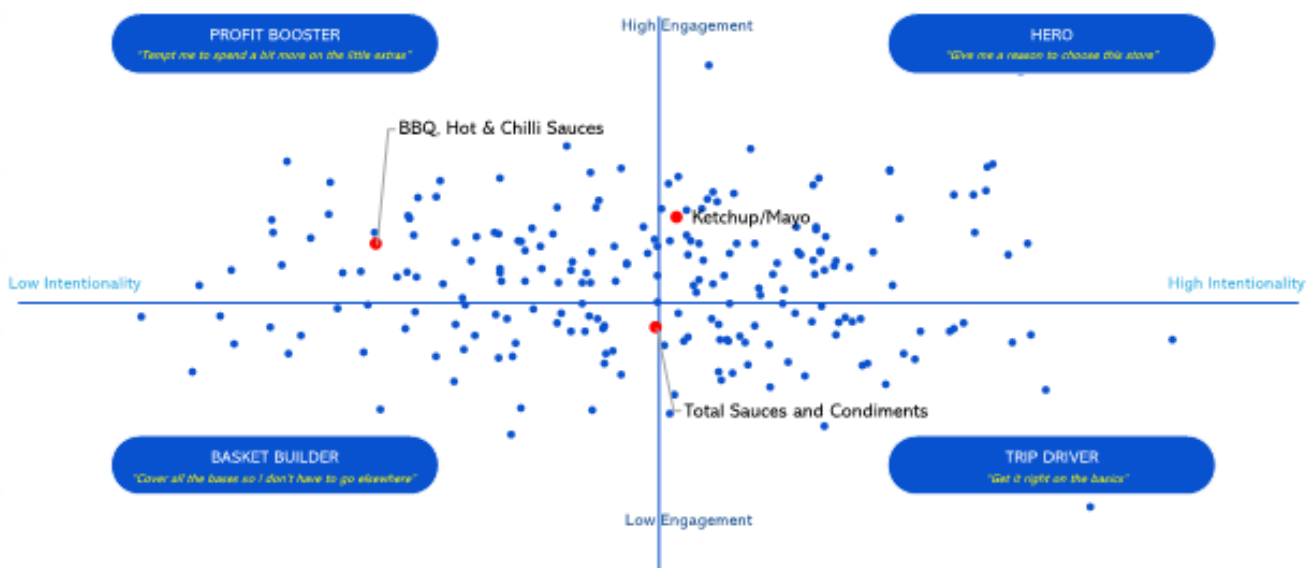 PROFIT BOOSTER
"Tempt me to spend a bit more on the little extras"
High Engagement
HERO
"Give me a reason to choose this store"
BBQ, Hot & Chilli Sauces
Ketchup/Mayo
Low Intentionality
High Intentionality
Total Sauces and Condiments
BASKET BUILDER
"Cover all the bases so I don't have to go elsewhere"
TRIP DRIVER
"Get it right on the basics"
Low Engagement